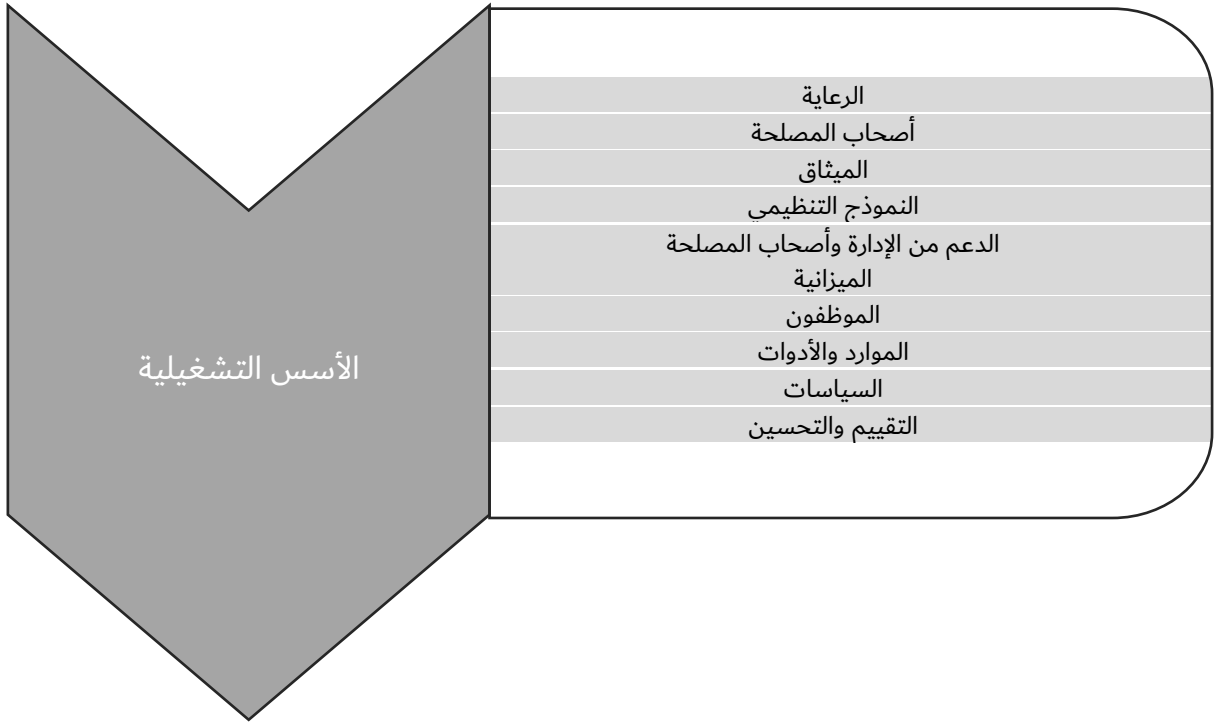 الأسس التشغيلية
الرعاية
أصحاب المصلحة
الميثاق
النموذج التنظيمي
الدعم من الإدارة وأصحاب المصلحة
الميزانية
الموظفون
الموارد والأدوات
السياسات
التقييم والتحسين